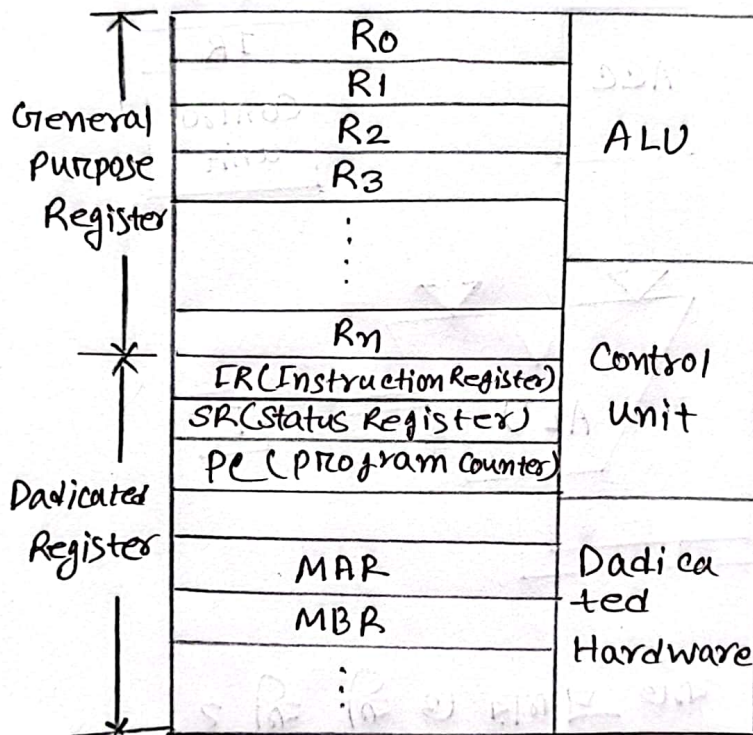 General
Purpose
Register
Dadicated
Register
R0
R1
R2
R3
Rn
IR (Instruction Register)
SR (Status Register)
PC (Program Counter)
MAR
MBR
ALU
Control
Unit
Dadica
ted
Hardware